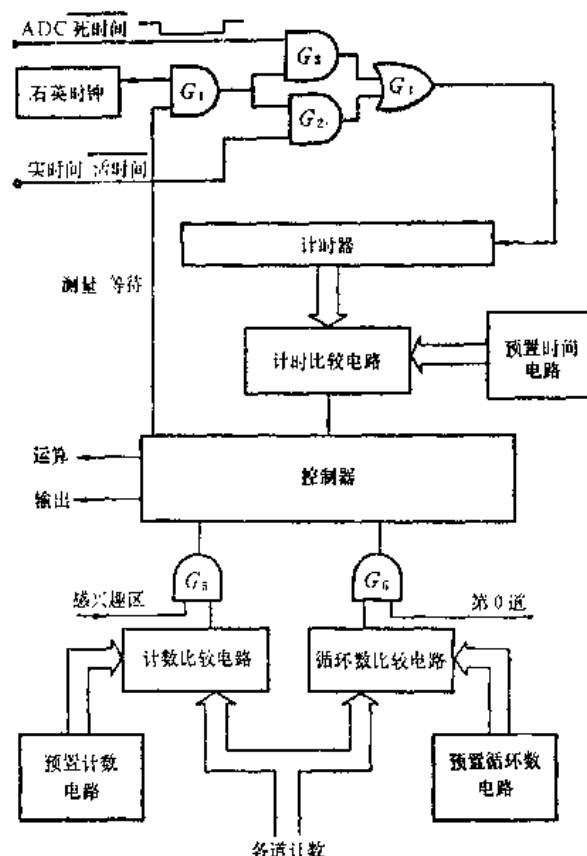 ADC 死时间
石英时钟
G₁
G₃
G₂
实时间 活时间
计时器
测量 等待
计时比较电路
预置时间
电路
运算
输出
控制器
G₅
G₆
感兴趣区
第0道
计数比较电路
循环数比较电路
预置计数
电路
预置循环数
电路
各道计数